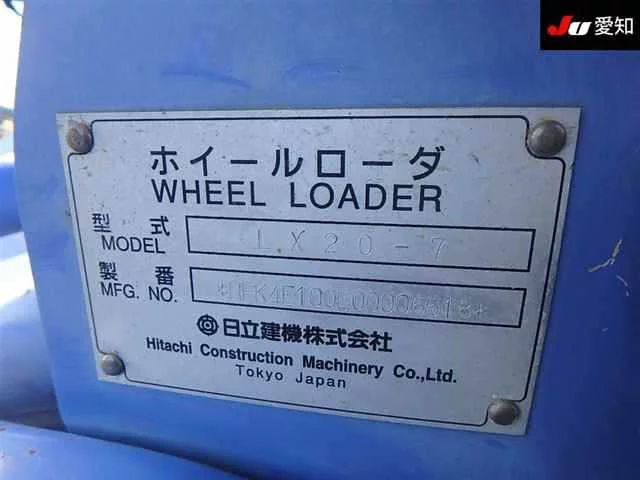 JU 愛知
ホイールローダ
WHEEL LOADER
型式
MODEL
LX20-7
製番
MFG. NO.
日立建機株式会社
Hitachi Construction Machinery Co.,Ltd.
Tokyo Japan